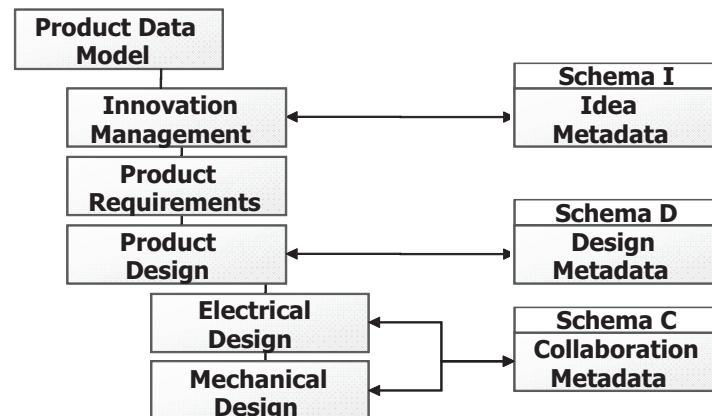 Product Data
Model
Innovation
Management
Product
Requirements
Product
Design
Electrical
Design
Mechanical
Design
Schema I
Idea
Metadata
Schema D
Design
Metadata
Schema C
Collaboration
Metadata